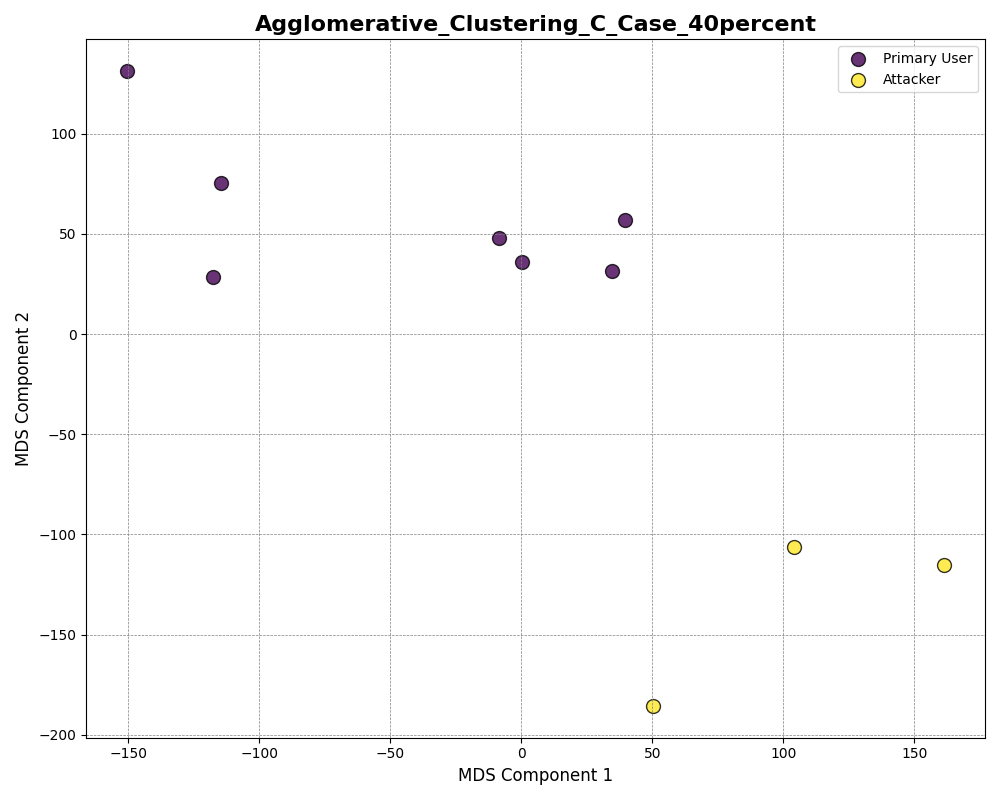 Agglomerative_Clustering_C_Case_40percent
Primary User
Attacker
100
50
0
−50
−100
−150
−200
MDS Component 2
−150
−100
−50
0
50
100
150
MDS Component 1